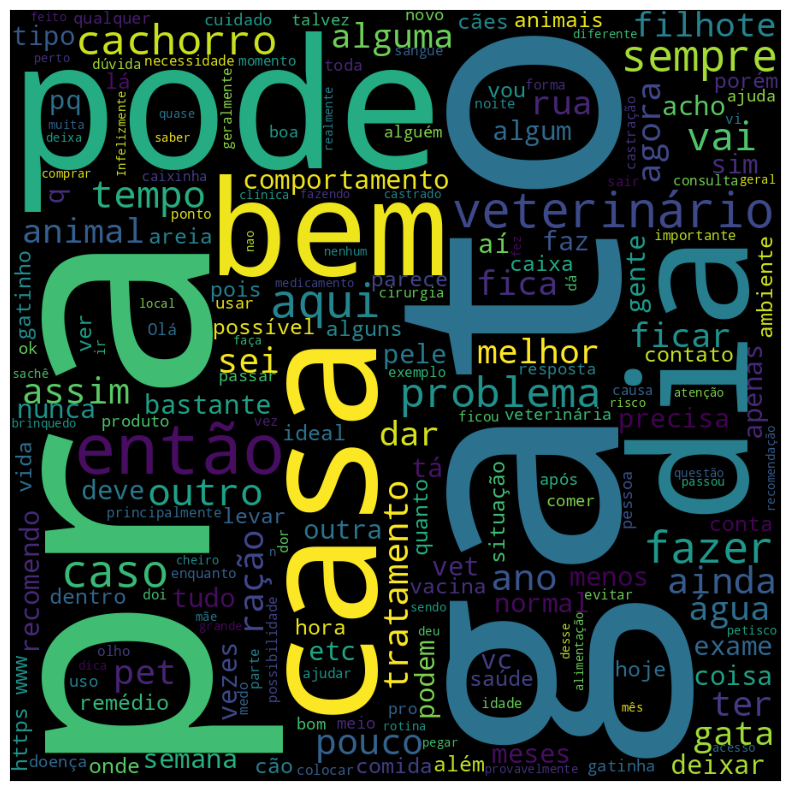 feito
qualquer
cuidado
talvez
novo
tipo
cachorro
alguma
cães
animais
diferente
filhote
perto
dúvida
necessidade
momento
toda
sangue
sempre
lá
pode
o
vou
forma
porém
pq
muita
quase
geralmente
realmente
alguém
noite
rua
acho
ajuda
deixa
saber
boa
algum
agora
castração
vi
vai
Infelizmente
comprar
caixinha
comportamento
sim
q
tempo
clínica
fazendo
castrado
sair
consulta
geral
ponto
bem
veterinário
animal
areia
nao
nenhum
aí
faz
fez
importante
gatinho
pois
medicamento
parece
fica
caixa
dá
gente
dia
ambiente
ver
local
usar
aqui
cirurgia
Olá
possível
alguns
ficar
ok
ir
faça
sei
pele
melhor
contato
sachê
assim
passar
exemplo
resposta
causa
atenção
apenas
nunca
bastante
casa
problema
risco
brinquedo
produto
vez
ficou
veterinária
precisa
pra
então
ideal
dar
gato
vida
outro
tá
situação
após
pessoa
questão
passou
recomendação
deve
comer
principalmente
levar
outra
quanto
conta
recomendo
caso
cheiro
n
dor
tratamento
vet
fazer
enquanto
vacina
ano
menos
ainda
dentro
doi
tudo
ração
normal
evitar
mãe
sendo
água
grande
possibilidade
hora
deu
petisco
olho
etc
vc
desse
alimentação
exame
dica
pet
vezes
parte
ajudar
podem
saúde
hoje
coisa
https www
uso
medo
remédio
idade
mês
ter
bom
meio
pro
rotina
gata
doença
onde
semana
cão
colocar
pouco
comida
pegar
além
meses
provavelmente
gatinha
acesso
deixar